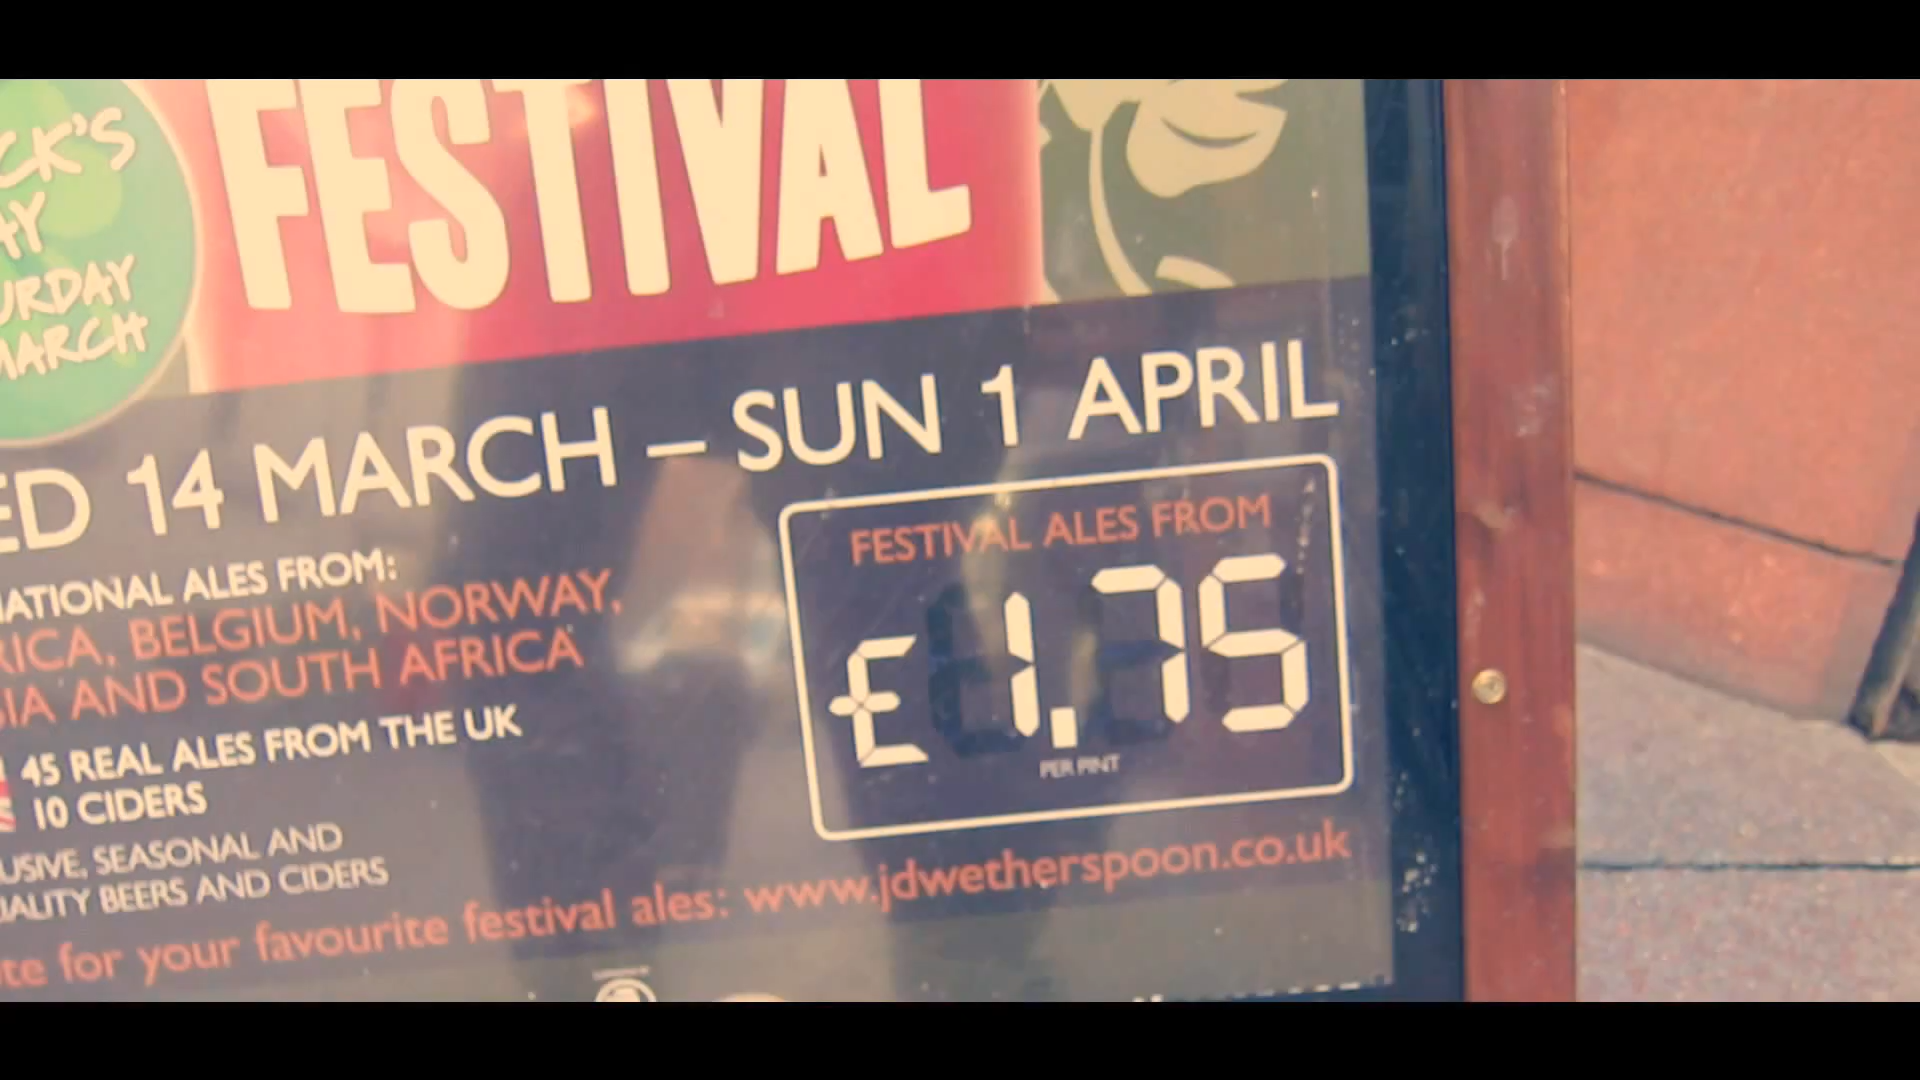 CK'S
AY
URDAY
MARCH
FESTIVAL
ED 14 MARCH – SUN 1 APRIL
NATIONAL ALES FROM:
RICA, BELGIUM, NORWAY,
SIA AND SOUTH AFRICA
45 REAL ALES FROM THE UK
10 CIDERS
USIVE, SEASONAL AND
UALITY BEERS AND CIDERS
FESTIVAL ALES FROM
£1.75
PER PINT
te for your favourite festival ales: www.jdwetherspoon.co.uk